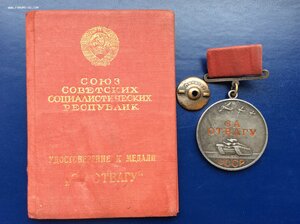 СОЮЗ
СОВЕТСКИХ
СОЦИАЛИСТИЧЕСКИХ
РЕСПУБЛИК
УДОСТОВЕРЕНИЕ К МЕДАЛИ
„ЗА ОТВАГУ“
ЗА
ОТВАГУ
СССР